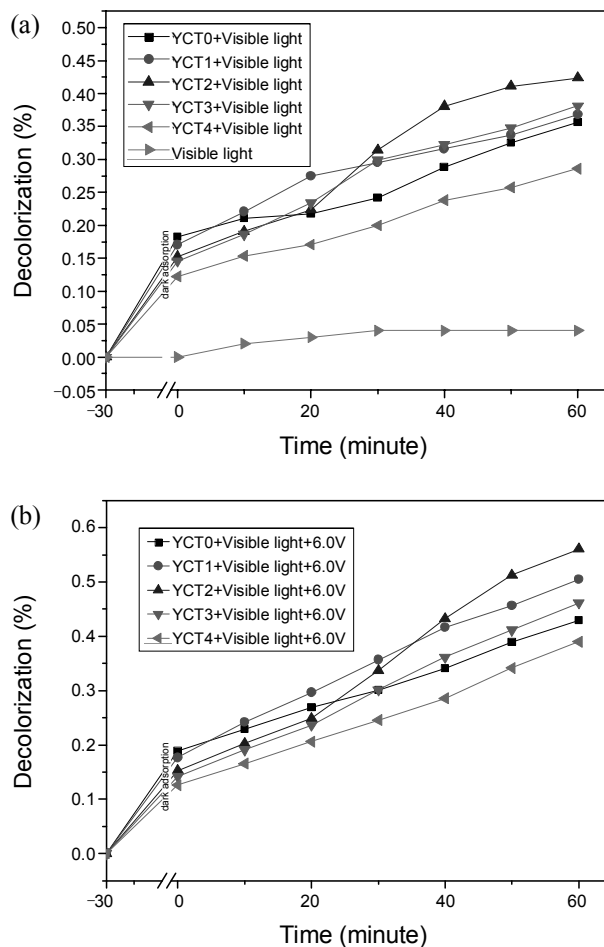 (a)
0.50
0.45
0.40
0.35
0.30
0.25
0.20
0.15
0.10
0.05
0.00
−0.05
Decolorization (%)
YCT0+Visible light
YCT1+Visible light
YCT2+Visible light
YCT3+Visible light
YCT4+Visible light
Visible light
dark adsorption
−30 0 20 40 60
Time (minute)
(b)
0.6
0.5
0.4
0.3
0.2
0.1
0.0
Decolorization (%)
YCT0+Visible light+6.0V
YCT1+Visible light+6.0V
YCT2+Visible light+6.0V
YCT3+Visible light+6.0V
YCT4+Visible light+6.0V
dark adsorption
−30 0 20 40 60
Time (minute)